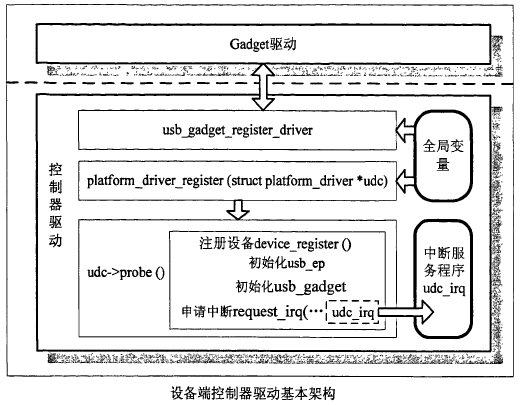 Gadget驱动
控制器驱动
usb_gadget_register_driver
全局变
量
platform_driver_register (struct platform_driver *udc)
udc->probe ()
注册设备device_register ()
初始化usb_ep
初始化usb_gadget
申请中断request_irq(… udc_irq
中断服
务程序
udc_irq
设备端控制器驱动基本架构